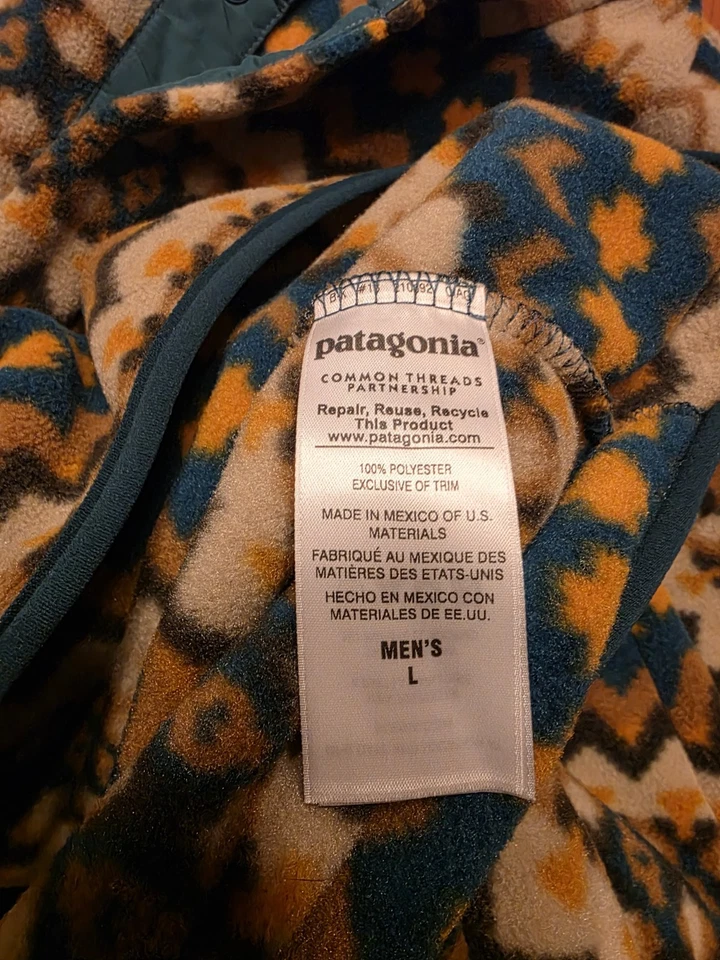 patagonia®
COMMON THREADS
PARTNERSHIP
Repair, Reuse, Recycle
This Product
www.patagonia.com
100% POLYESTER
EXCLUSIVE OF TRIM
MADE IN MEXICO OF U.S.
MATERIALS
FABRIQUÉ AU MEXIQUE DES
MATIÈRES DES ETATS-UNIS
HECHO EN MEXICO CON
MATERIALES DE EE.UU.
MEN'S
L